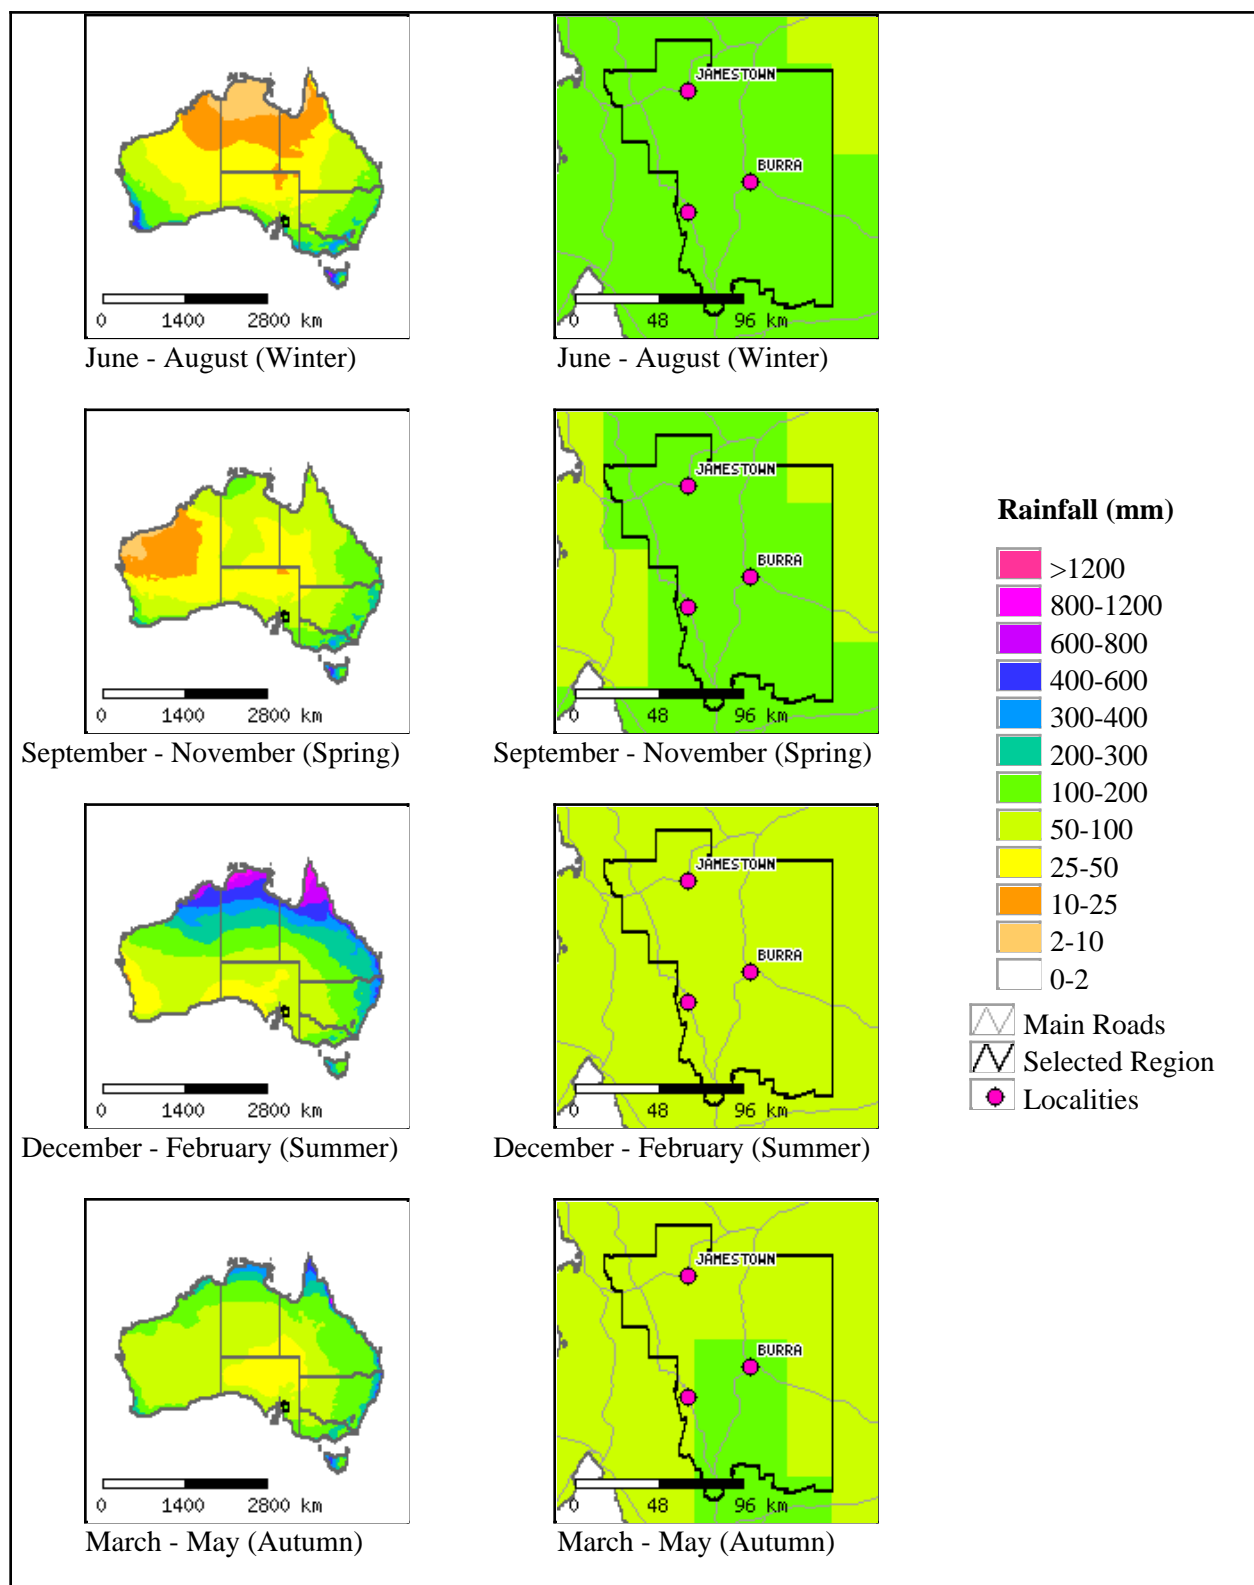 JAMESTOWN
BURRA
0 1400 2800 km
0 48 96 km
June - August (Winter)
June - August (Winter)
JAMESTOWN
BURRA
0 1400 2800 km
0 48 96 km
September - November (Spring)
September - November (Spring)
Rainfall (mm)
>1200
800-1200
600-800
400-600
300-400
200-300
100-200
50-100
25-50
10-25
2-10
0-2
Main Roads
Selected Region
Localities
JAMESTOWN
BURRA
0 1400 2800 km
0 48 96 km
December - February (Summer)
December - February (Summer)
JAMESTOWN
BURRA
0 1400 2800 km
0 48 96 km
March - May (Autumn)
March - May (Autumn)